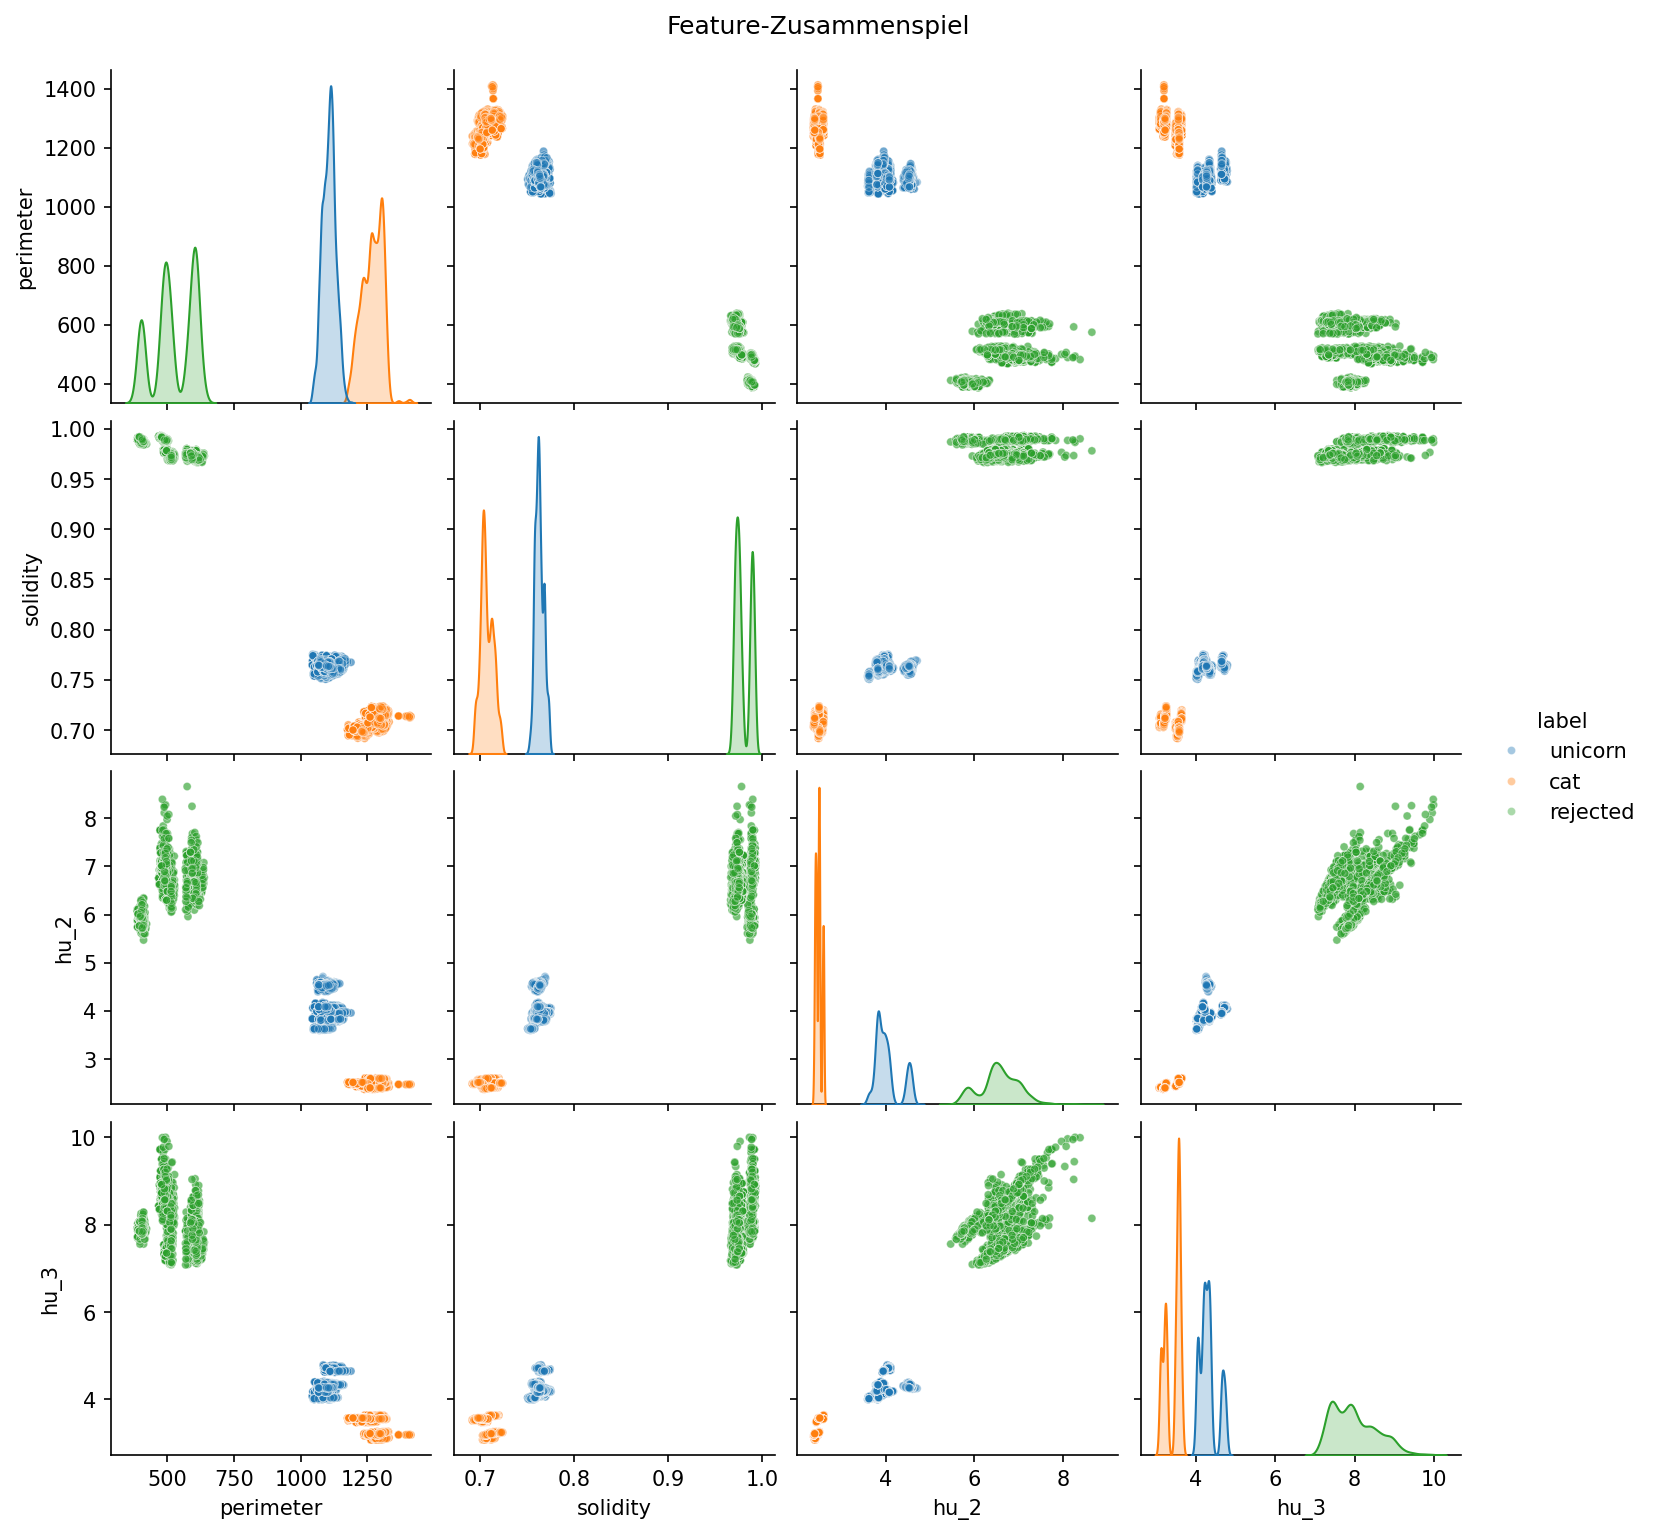 Feature-Zusammenspiel
1400
1200
1000
800
600
400
perimeter
1.00
0.95
0.90
0.85
0.80
0.75
0.70
solidity
label
unicorn
cat
rejected
8
7
6
5
4
3
hu_2
10
8
6
4
hu_3
500 750 1000 1250
0.7 0.8 0.9 1.0
4 6 8
4 6 8 10
perimeter
solidity
hu_2
hu_3